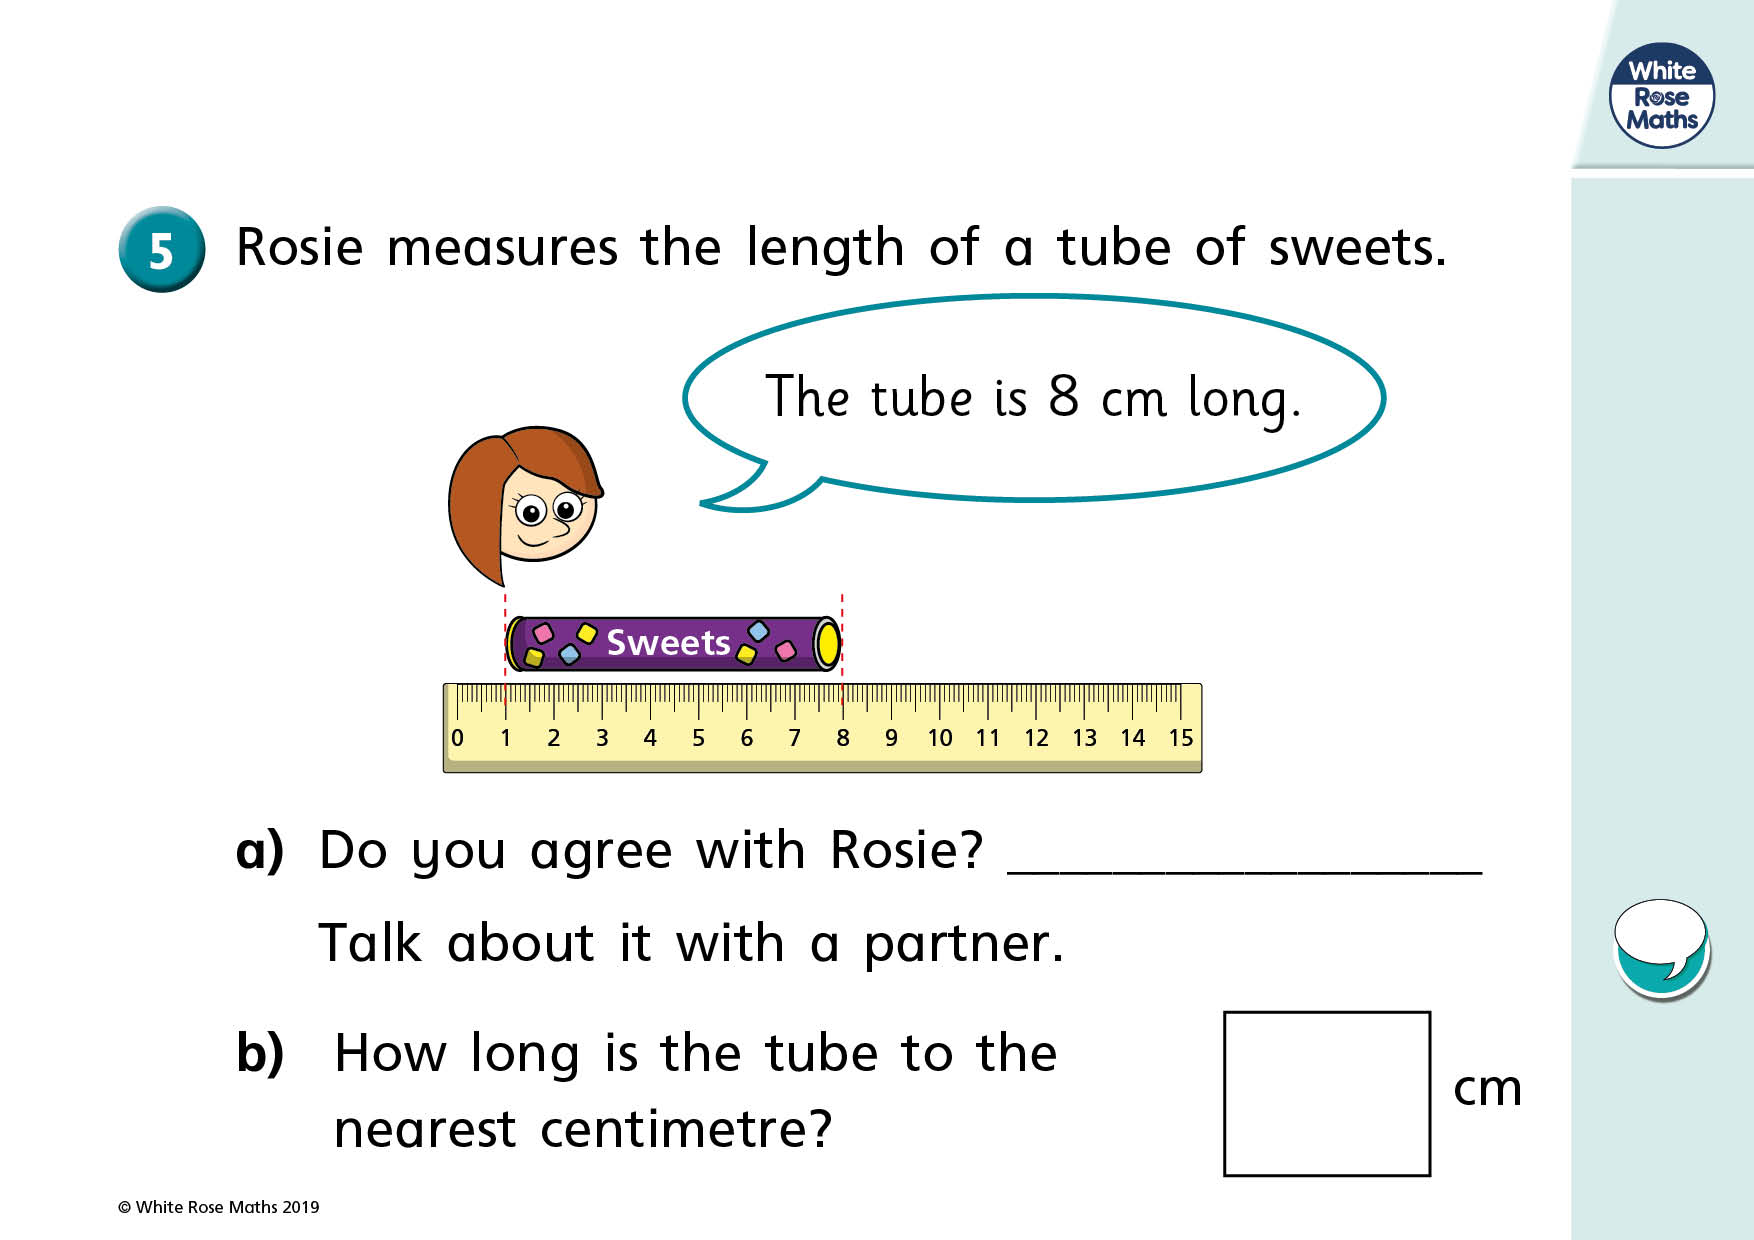 White
Rose
Maths
5 Rosie measures the length of a tube of sweets.
The tube is 8 cm long.
Sweets
0 1 2 3 4 5 6 7 8 9 10 11 12 13 14 15
a) Do you agree with Rosie? __________________
Talk about it with a partner.
b) How long is the tube to the
nearest centimetre?
cm
© White Rose Maths 2019